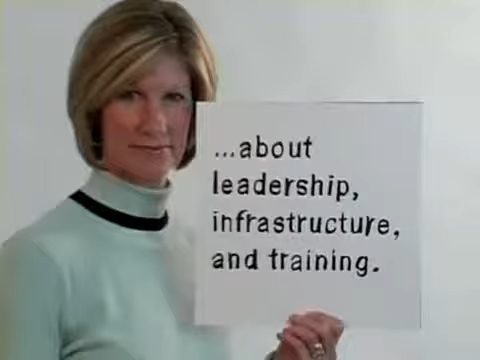 ...about
leadership,
infrastructure,
and training.